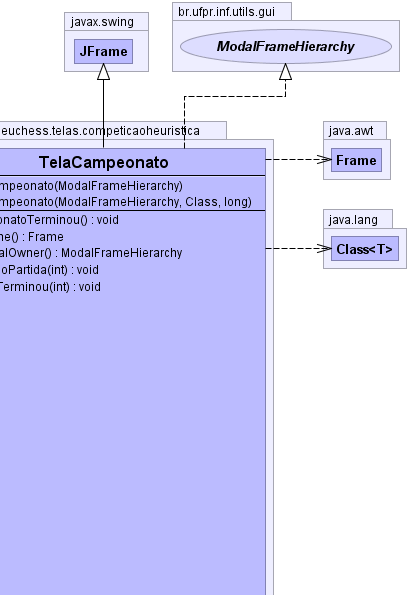 javax.swing
JFrame
br.ufpr.inf.utils.gui
ModalFrameHierarchy
euchess.telas.competicaoheuristica
TelaCampeonato
mpeonato(ModalFrameHierarchy)
mpeonato(ModalFrameHierarchy, Class, long)
onatoTerminou() : void
ne() : Frame
alOwner() : ModalFrameHierarchy
oPartida(int) : void
Terminou(int) : void
java.awt
Frame
java.lang
Class<T>